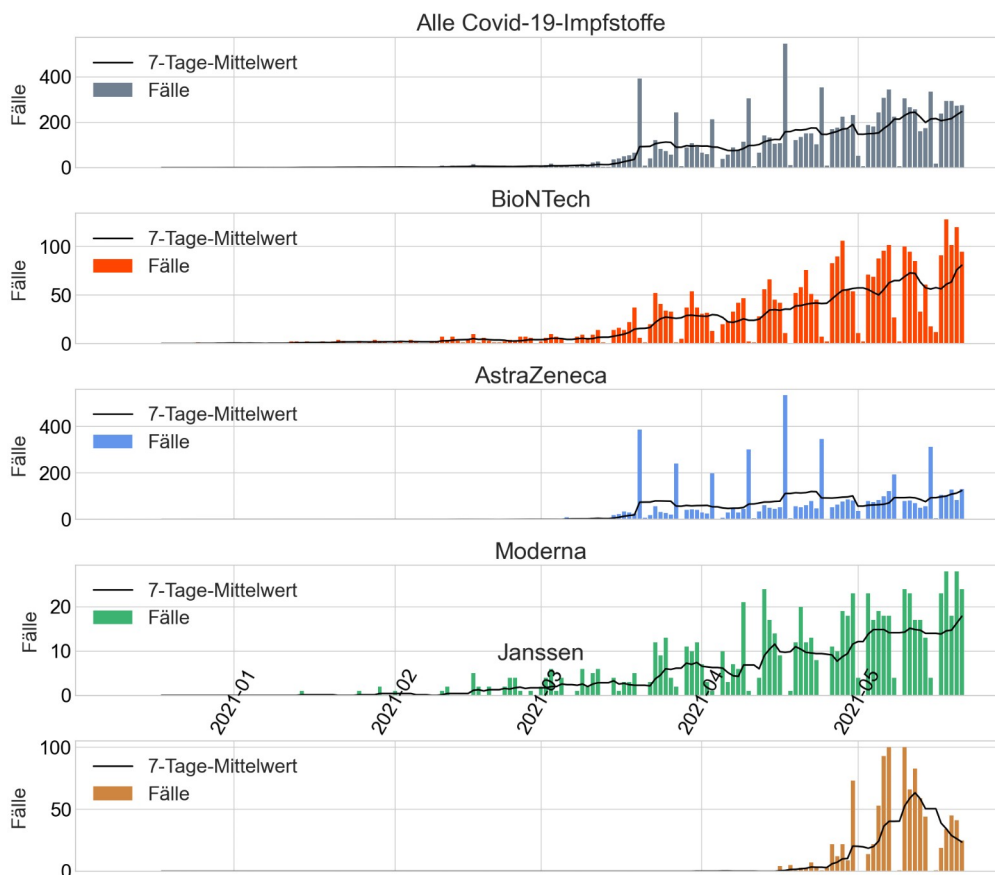 Alle Covid-19-Impfstoffe
7-Tage-Mittelwert
Fälle
Fälle
400
200
0
BioNTech
7-Tage-Mittelwert
Fälle
Fälle
100
50
0
AstraZeneca
7-Tage-Mittelwert
Fälle
Fälle
400
200
0
Moderna
7-Tage-Mittelwert
Fälle
Fälle
20
10
0
Janssen
2021-01
2021-02
2021-03
2021-04
2021-05
7-Tage-Mittelwert
Fälle
Fälle
100
50
0